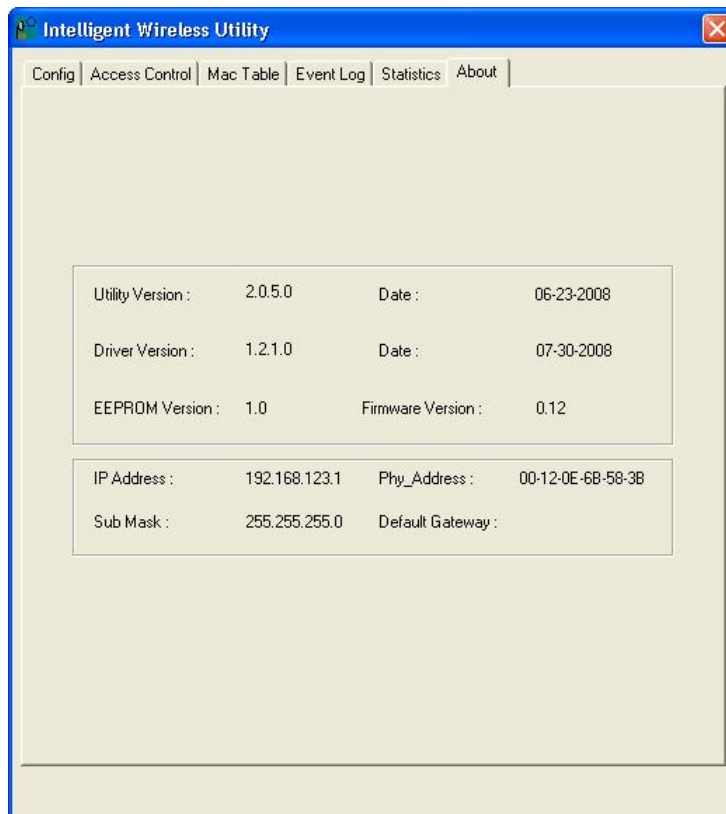 Intelligent Wireless Utility
Config Access Control Mac Table Event Log Statistics About
Utility Version : 2.0.5.0 Date : 06-23-2008
Driver Version : 1.2.1.0 Date : 07-30-2008
EEPROM Version : 1.0 Firmware Version : 0.12
IP Address : 192.168.123.1 Phy_Address : 00-12-0E-6B-58-3B
Sub Mask : 255.255.255.0 Default Gateway :